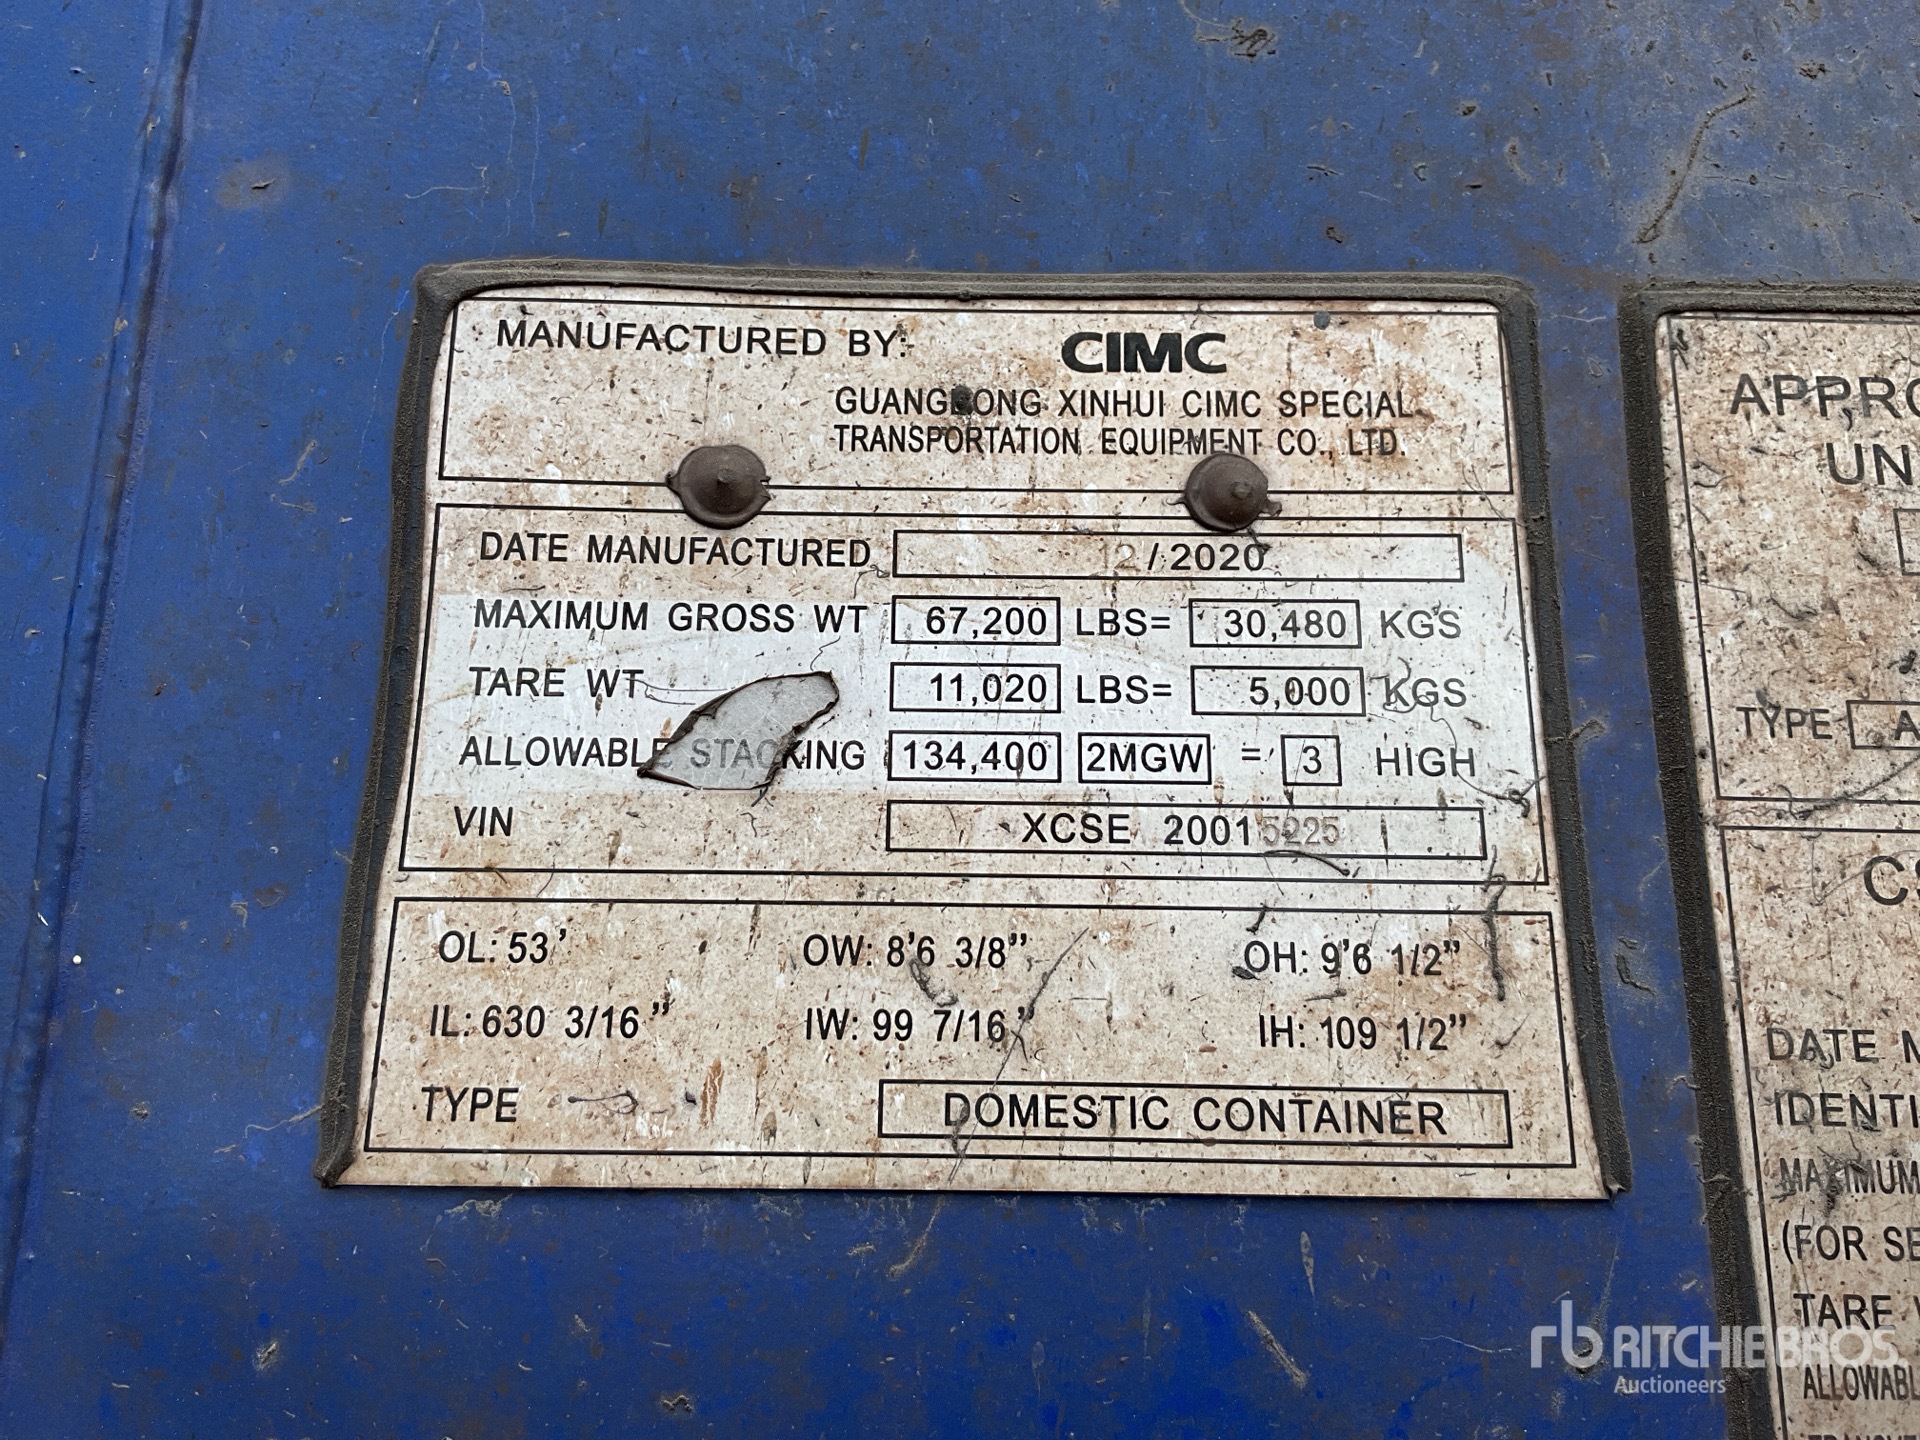 MANUFACTURED BY: CIMC
GUANGDONG XINHUI CIMC SPECIAL
TRANSPORTATION EQUIPMENT CO., LTD.
DATE MANUFACTURED 12/2020
MAXIMUM GROSS WT 67,200 LBS= 30,480 KGS
TARE WT 11,020 LBS= 5,000 KGS
ALLOWABLE STACKING 134,400 2MGW = 3 HIGH
VIN XCSE 20015225
OL: 53' OW: 8'6 3/8" OH: 9'6 1/2"
IL: 630 3/16" IW: 99 7/16" IH: 109 1/2"
TYPE DOMESTIC CONTAINER
APPRO
UN
TYPE A
CS
DATE M
IDENTI
MAXIMUM
(FOR SE
TARE
ALLOWABL
rb RITCHIE BROS
Auctioneers